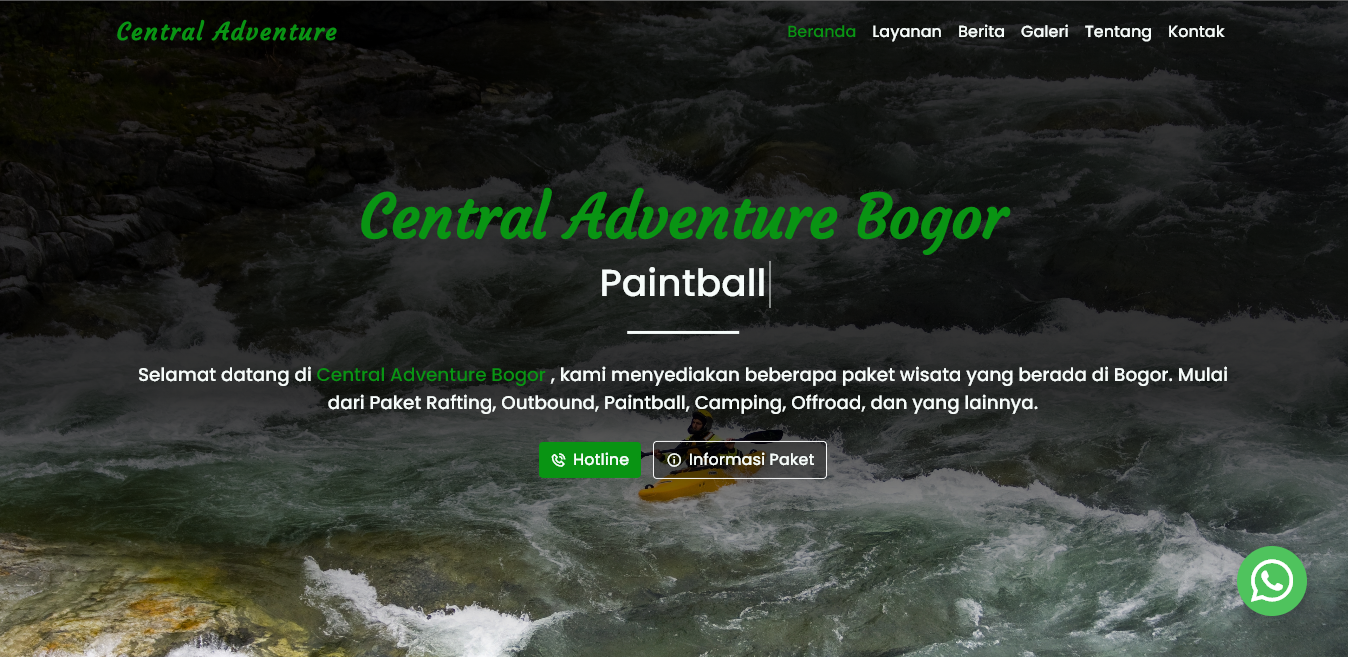 Central Adventure
Beranda Layanan Berita Galeri Tentang Kontak
Central Adventure Bogor
Paintball
Selamat datang di Central Adventure Bogor , kami menyediakan beberapa paket wisata yang berada di Bogor. Mulai
dari Paket Rafting, Outbound, Paintball, Camping, Offroad, dan yang lainnya.
Hotline Informasi Paket